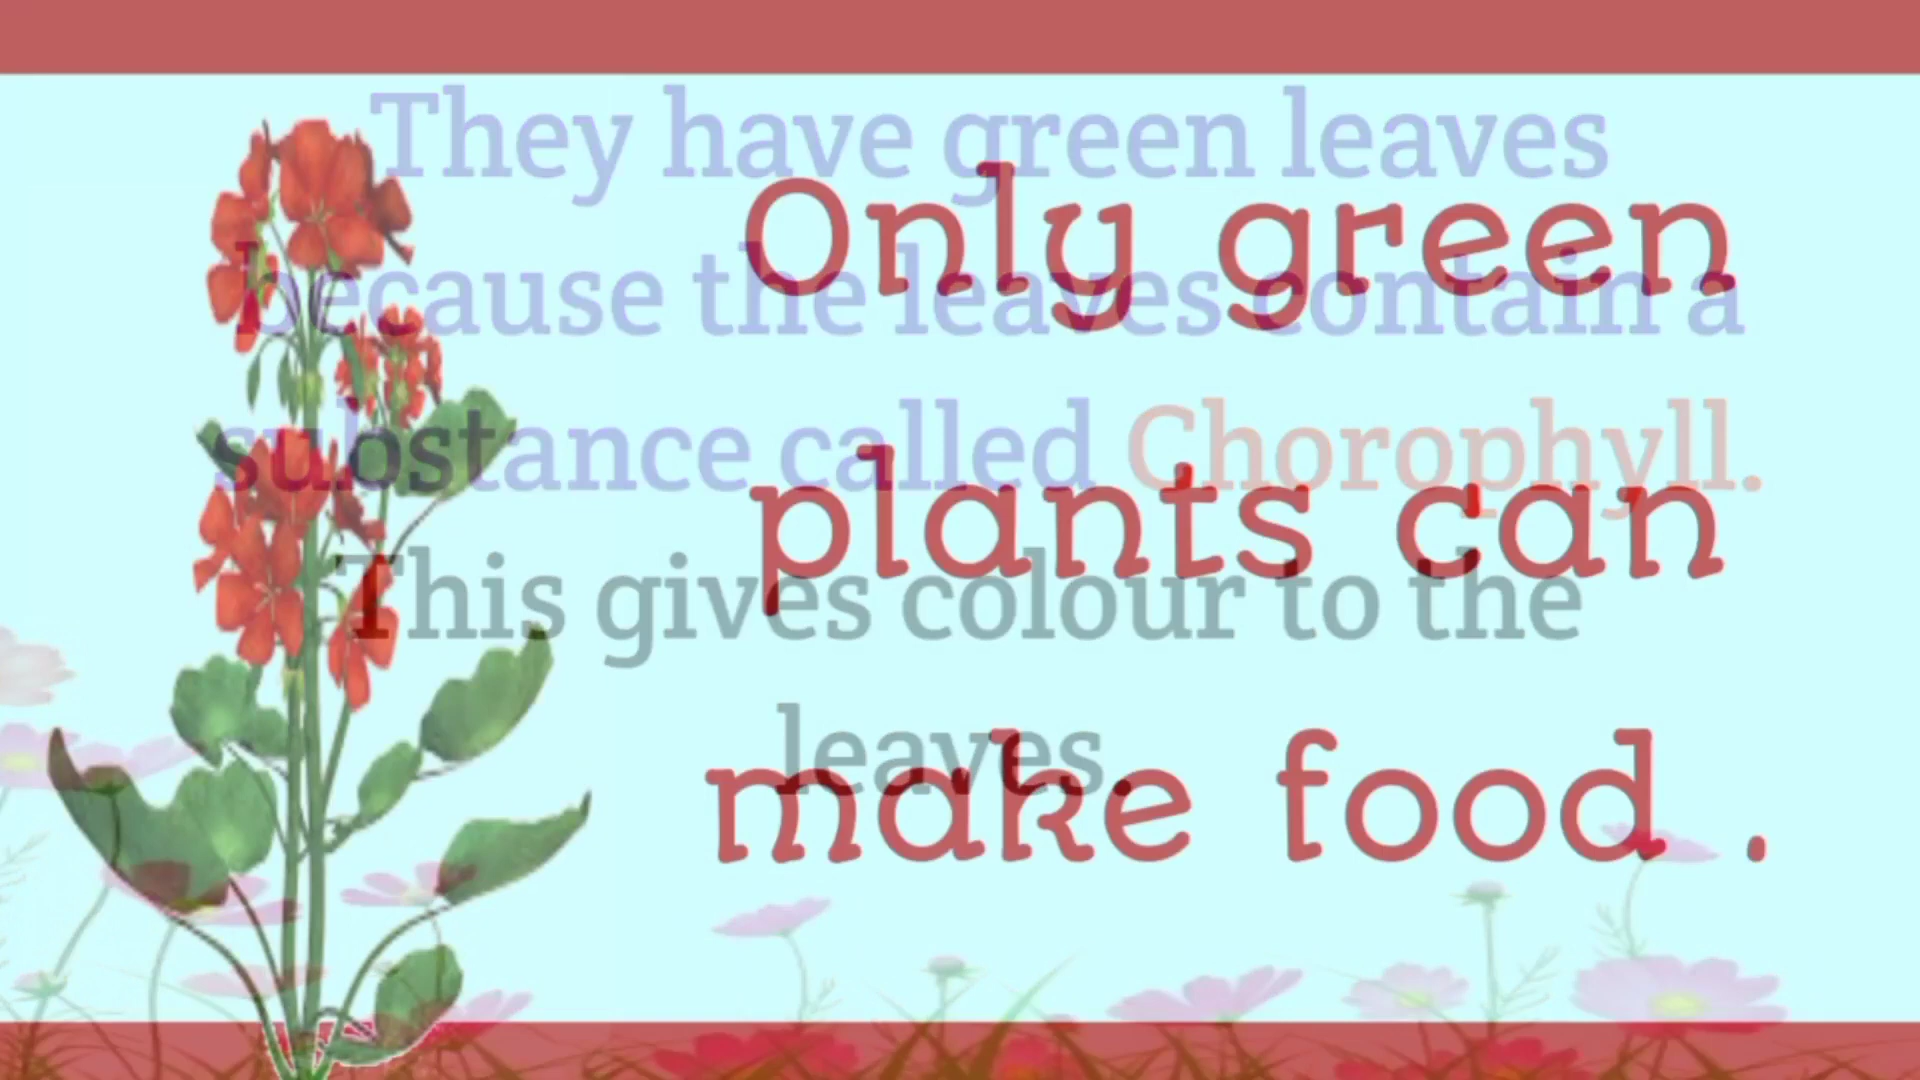 They have green leaves
because the leaves contain a
substance called Chorophyll.
This gives colour to the
leaves.
Only green
plants can
make food .